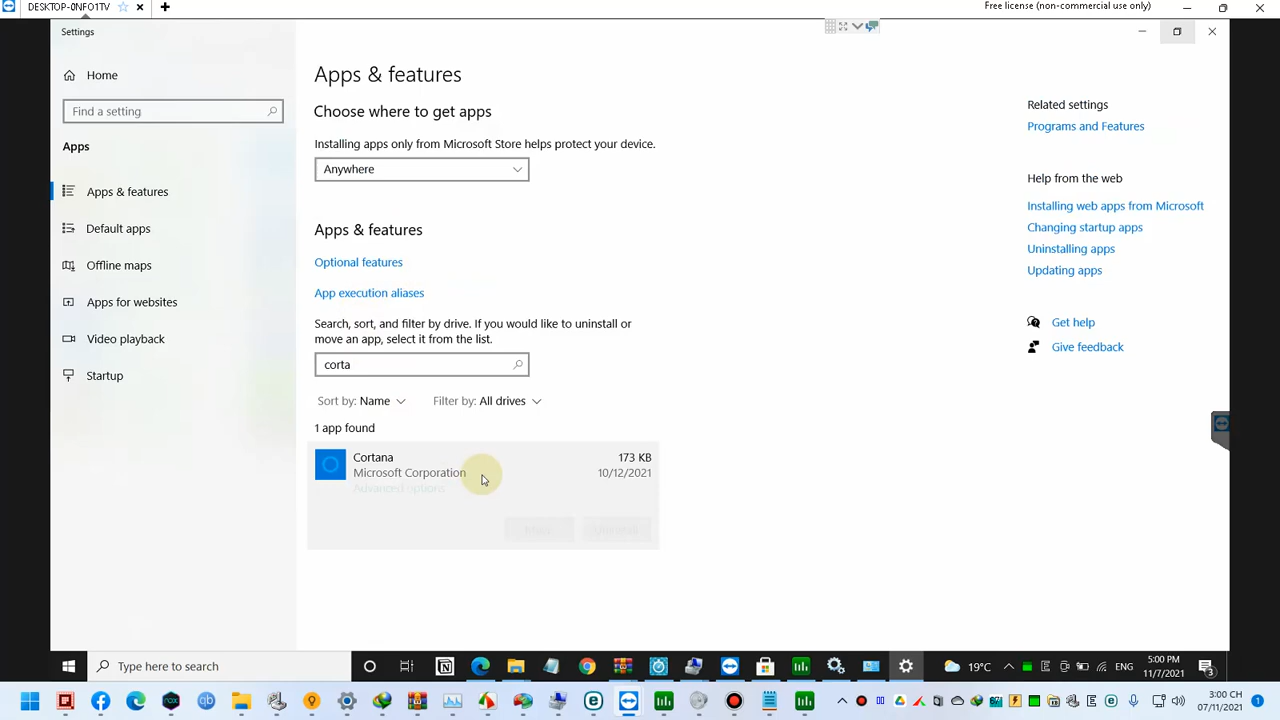 DESKTOP-0NFO1TV
Free license (non-commercial use only)
Settings
Home
Find a setting
Apps
Apps & features
Default apps
Offline maps
Apps for websites
Video playback
Startup
Apps & features
Choose where to get apps
Installing apps only from Microsoft Store helps protect your device.
Anywhere
Apps & features
Optional features
App execution aliases
Search, sort, and filter by drive. If you would like to uninstall or
move an app, select it from the list.
corta
Sort by: Name
Filter by: All drives
1 app found
Cortana
173 KB
Microsoft Corporation
10/12/2021
Advanced options
Move
Uninstall
Related settings
Programs and Features
Help from the web
Installing web apps from Microsoft
Changing startup apps
Uninstalling apps
Updating apps
Get help
Give feedback
Type here to search
19°C
ENG
5:00 PM
11/7/2021
3
3:00 CH
07/11/2021
1